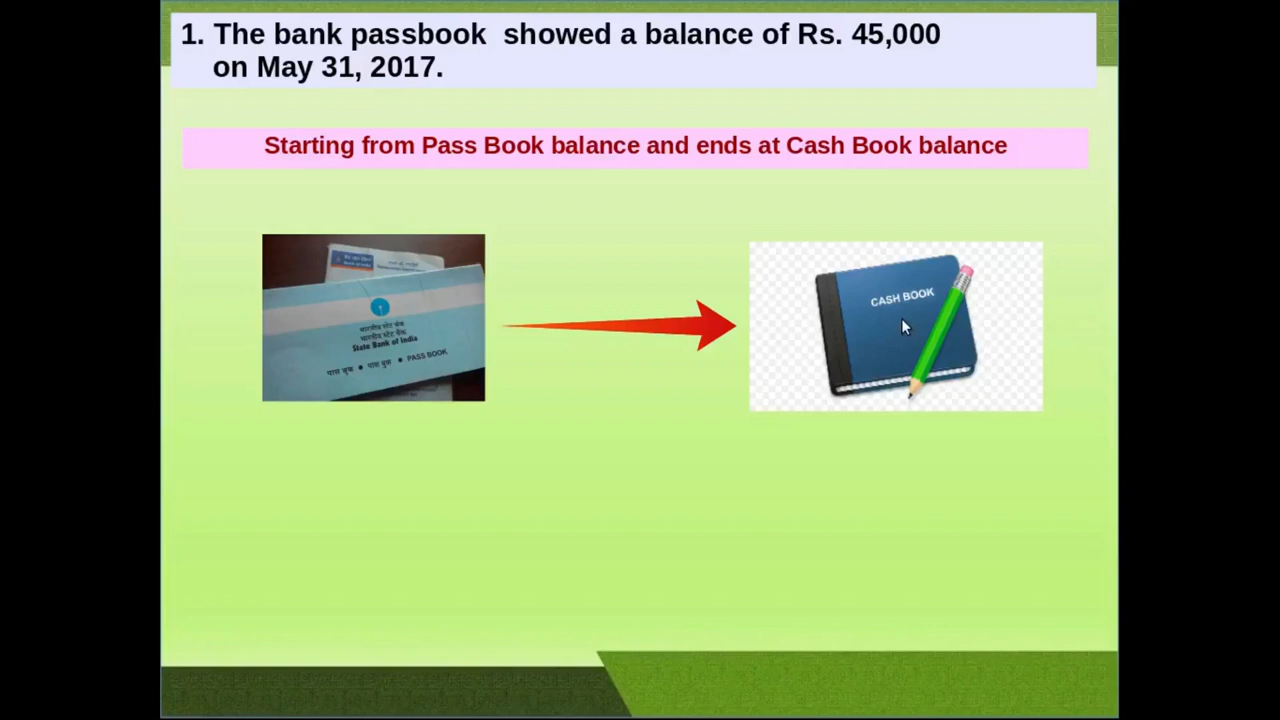 1. The bank passbook showed a balance of Rs. 45,000
on May 31, 2017.
Starting from Pass Book balance and ends at Cash Book balance
भारतीय स्टेट बैंक
State Bank of India
पास बुक • पास बुक • PASS BOOK
CASH BOOK